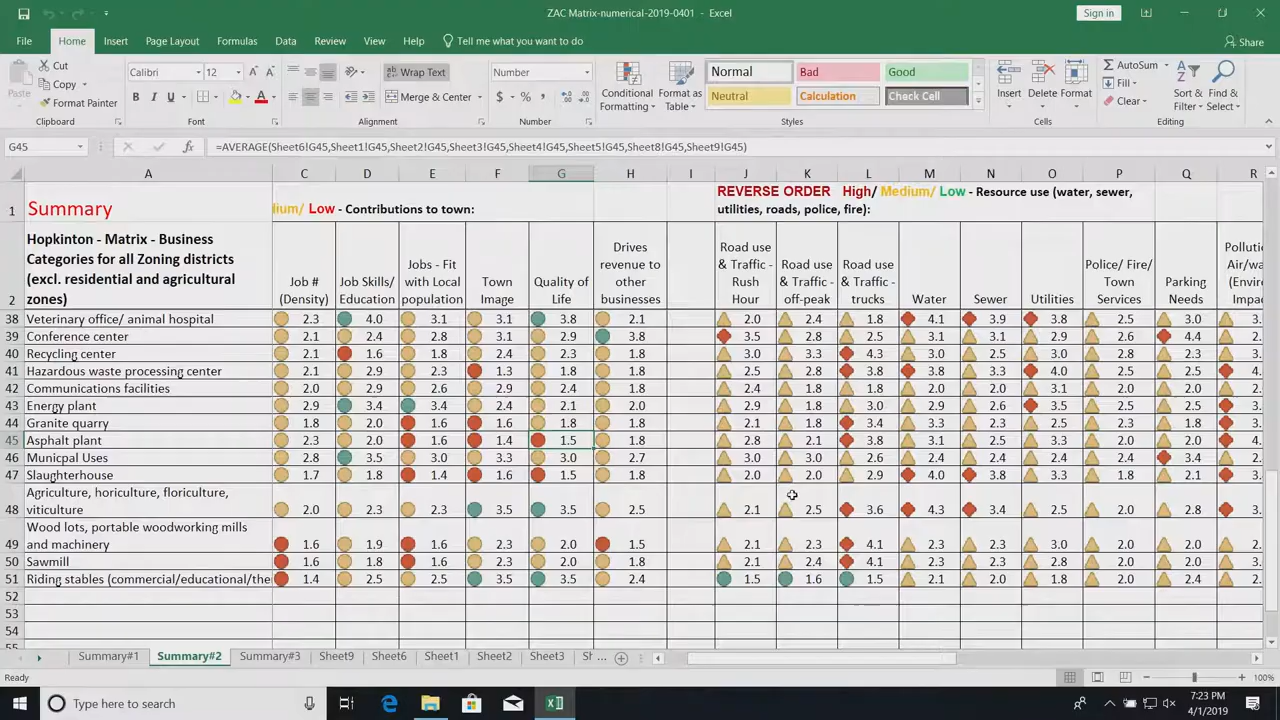 ZAC Matrix-numerical-2019-0401 - Excel
Sign in
File Home Insert Page Layout Formulas Data Review View Help Tell me what you want to do Share
Paste
Cut
Copy
Format Painter
Clipboard
Calibri 12
B I U
Font
Wrap Text
Merge & Center
Alignment
Number
$ % ,
Number
Conditional Formatting
Format as Table
Normal Bad Good
Neutral Calculation Check Cell
Styles
Insert Delete Format
Cells
AutoSum
Fill
Clear
Sort & Filter
Find & Select
Editing
G45 fx =AVERAGE(Sheet6!G45,Sheet1!G45,Sheet2!G45,Sheet3!G45,Sheet4!G45,Sheet5!G45,Sheet8!G45,Sheet9!G45)
A C D E F G H I J K L M N O P Q R
1 Summary ium/ Low - Contributions to town: REVERSE ORDER High/ Medium/ Low - Resource use (water, sewer, utilities, roads, police, fire):
2 Hopkinton - Matrix - Business Categories for all Zoning districts (excl. residential and agricultural zones) Job # (Density) Job Skills/ Education Jobs - Fit with Local population Town Image Quality of Life Drives revenue to other businesses Road use & Traffic - Rush Hour Road use & Traffic - off-peak Road use & Traffic - trucks Water Sewer Utilities Police/ Fire/ Town Services Parking Needs Polluti Air/wa (Enviro Impac
38 Veterinary office/ animal hospital 2.3 4.0 3.1 3.1 3.8 2.1 2.0 2.4 1.8 4.1 3.9 3.8 2.5 3.0 3.
39 Conference center 2.1 2.4 2.8 3.1 2.9 3.8 3.5 2.8 2.5 3.1 3.1 2.9 2.6 4.4 3.
40 Recycling center 2.1 1.6 1.8 2.4 2.3 1.8 3.0 3.3 4.3 3.0 2.5 3.0 2.8 2.3 3.
41 Hazardous waste processing center 2.1 2.9 2.3 1.3 1.8 1.8 2.5 2.8 3.8 3.8 3.3 4.0 3.1 2.5 4.
42 Communications facilities 2.0 2.9 2.6 2.9 2.4 1.8 2.4 1.8 1.8 2.0 2.0 3.1 2.0 2.0 3.
43 Energy plant 2.9 3.4 3.4 2.4 2.1 2.0 2.9 1.8 3.0 2.9 2.6 3.5 2.5 2.5 3.
44 Granite quarry 1.8 2.0 1.6 1.6 1.8 1.8 2.1 1.8 3.4 3.0 2.3 2.5 2.3 1.8 3.
45 Asphalt plant 2.3 2.0 1.6 1.4 1.5 1.8 2.8 2.1 3.8 3.1 2.5 3.3 2.0 2.0 4.
46 Municpal Uses 2.8 3.5 3.0 3.3 3.0 2.7 3.0 3.0 2.6 2.4 2.4 2.4 2.4 3.4 2.
47 Slaughterhouse 1.7 1.8 1.4 1.6 1.5 1.8 2.0 2.0 2.9 4.0 3.8 3.3 1.8 2.1 3.
48 Agriculture, horiculture, floriculture, viticulture 2.0 2.3 2.3 3.5 3.5 2.5 2.1 2.5 3.6 4.3 3.4 2.5 2.0 2.8 3.
49 Wood lots, portable woodworking mills and machinery 1.6 1.9 1.6 2.3 2.0 1.5 2.1 2.3 4.1 2.3 2.3 3.0 2.0 2.0 3.
50 Sawmill 1.6 1.8 1.6 2.3 2.0 1.8 2.1 2.4 4.1 2.3 2.3 2.8 2.0 2.0 3.
51 Riding stables (commercial/educational/the 1.4 2.5 2.5 3.5 3.5 2.4 1.5 1.6 1.5 2.1 2.0 1.8 2.0 2.4 3.
52
53
54
55
Summary#1 Summary#2 Summary#3 Sheet9 Sheet6 Sheet1 Sheet2 Sheet3 Sh ...
Ready 100%
Type here to search
7:23 PM
4/1/2019